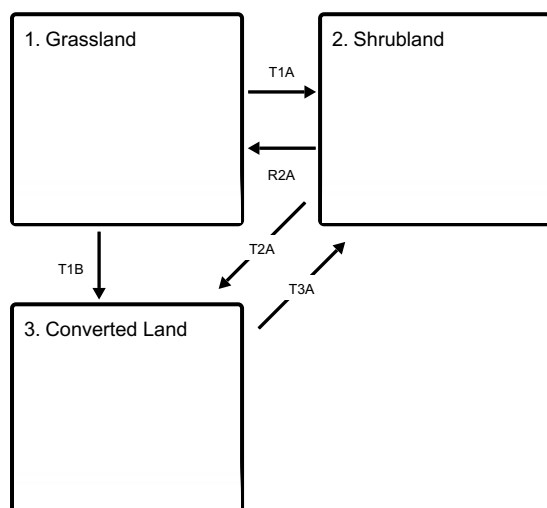 1. Grassland
2. Shrubland
T1A
R2A
T2A
T1B
T3A
3. Converted Land